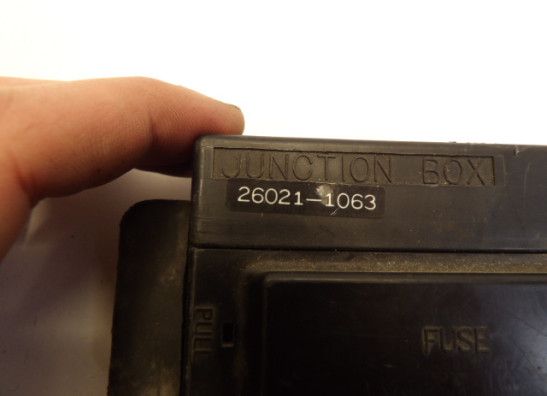 JUNCTION BOX
26021-1063
PULL
FUSE